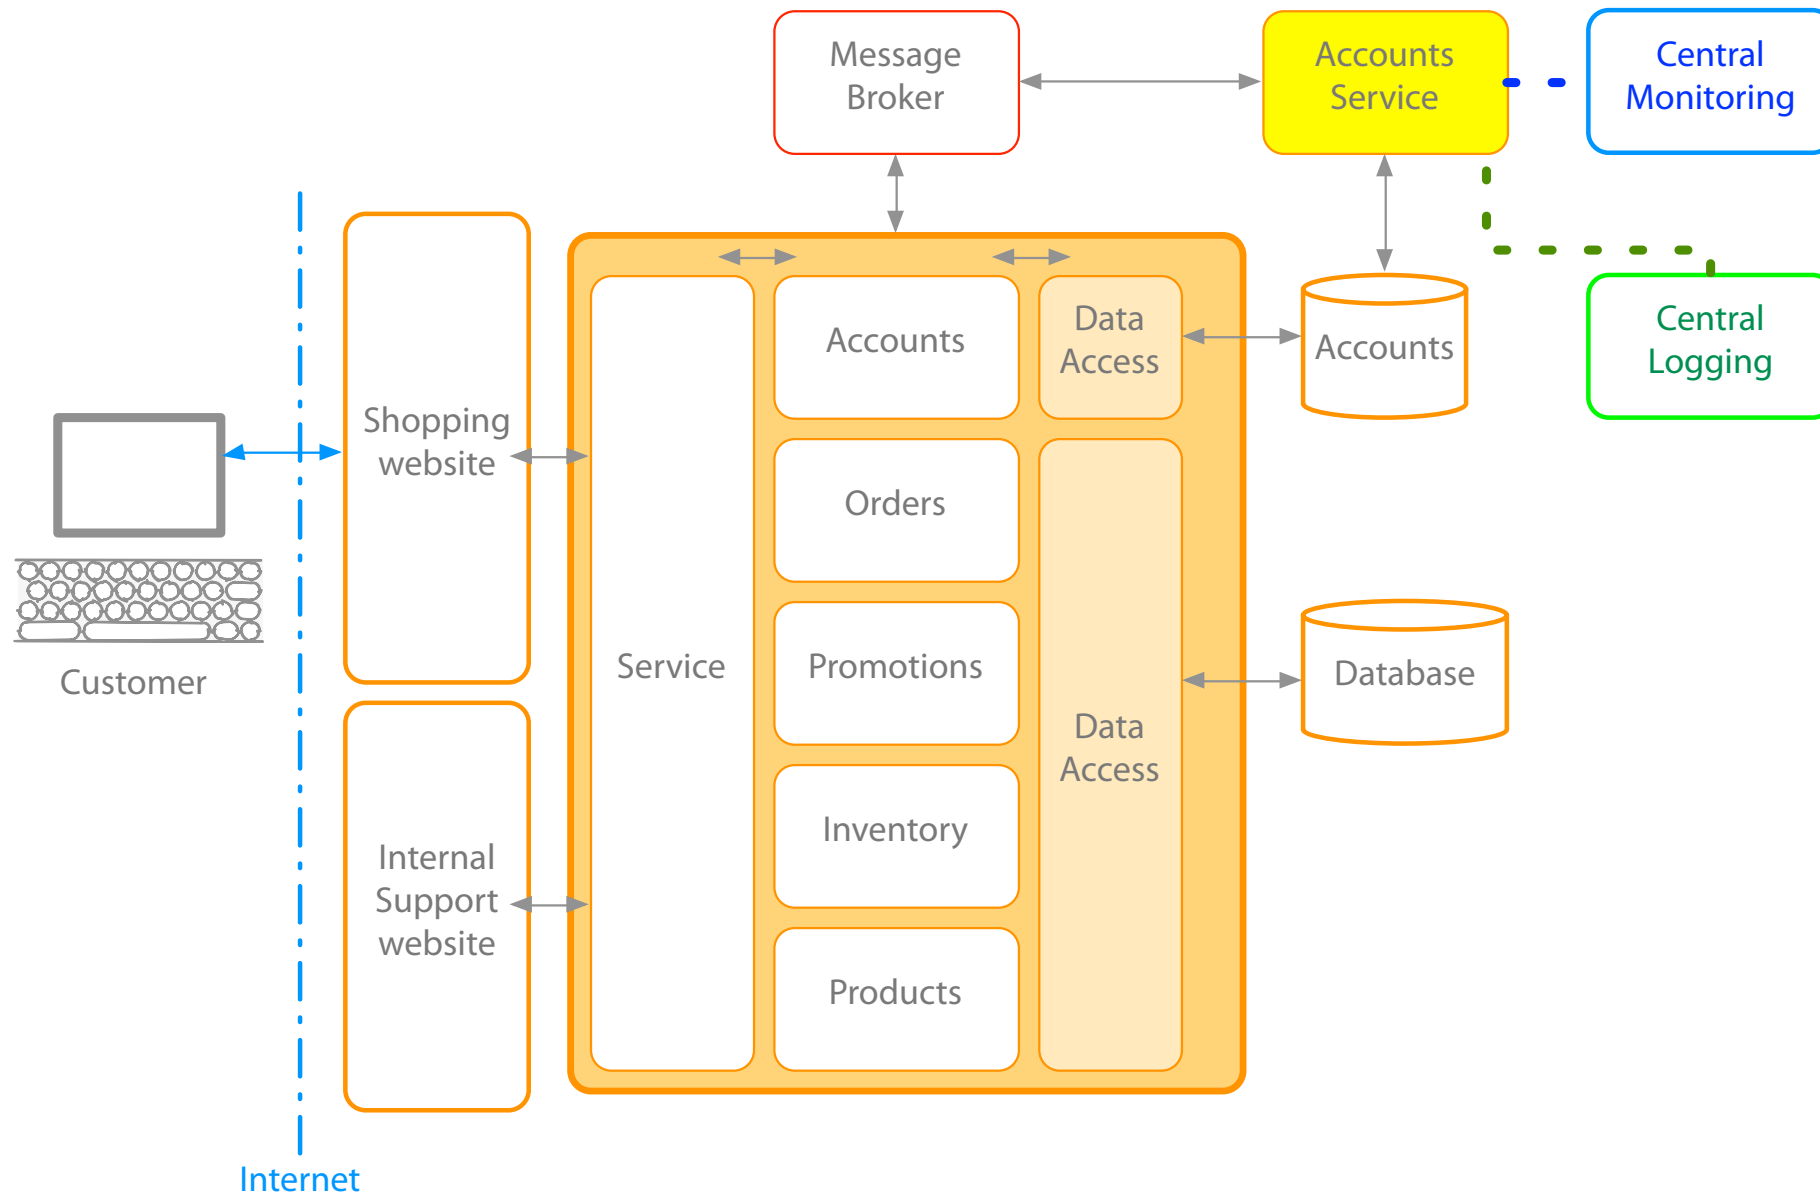 Message
Broker
Accounts
Service
Central
Monitoring
Accounts
Data
Access
Accounts
Central
Logging
Shopping
website
Orders
Customer
Service
Promotions
Data
Access
Database
Internal
Support
website
Inventory
Products
Internet